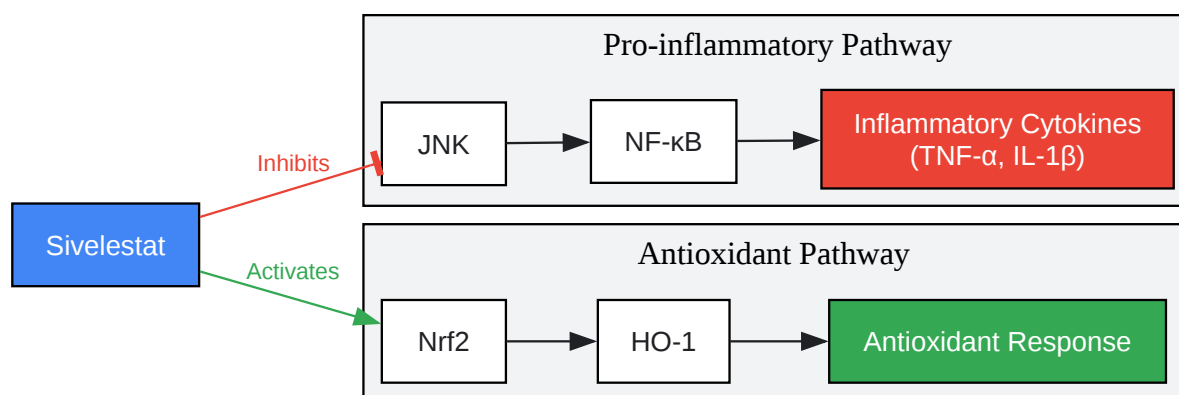 Pro-inflammatory Pathway
JNK
NF-κB
Inflammatory Cytokines
(TNF-α, IL-1β)
Inhibits
Sivelestat
Activates
Antioxidant Pathway
Nrf2
HO-1
Antioxidant Response